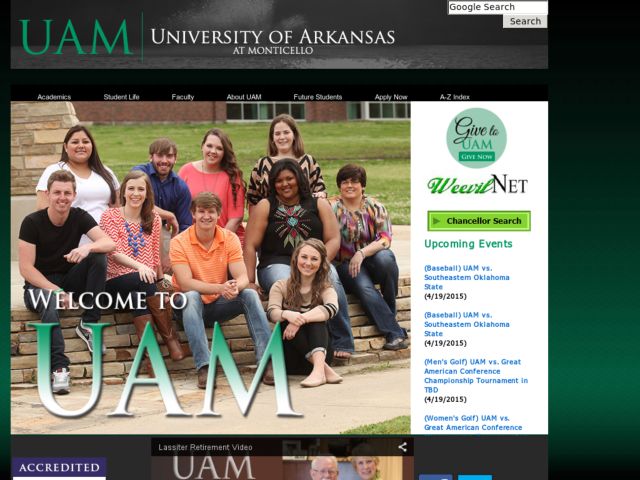 Google Search
Search
UAM
UNIVERSITY OF ARKANSAS
AT MONTICELLO
Academics Student Life Faculty About UAM Future Students Apply Now A-Z Index
Give to
UAM
GIVE NOW
WeevilNET
Chancellor Search
Upcoming Events
(Baseball) UAM vs.
Southeastern Oklahoma
State
(4/19/2015)
(Baseball) UAM vs.
Southeastern Oklahoma
State
(4/19/2015)
(Men's Golf) UAM vs. Great
American Conference
Championship Tournament in
TBD
(4/19/2015)
(Women's Golf) UAM vs.
Great American Conference
WELCOME TO
UAM
Lassiter Retirement Video
UAM
ACCREDITED